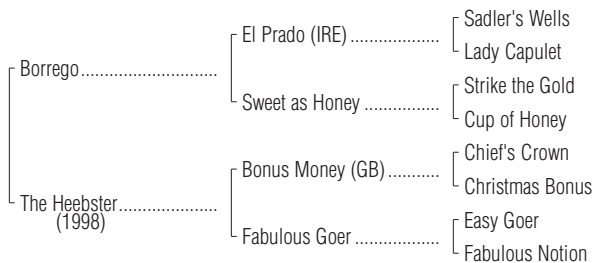 Sadler's Wells
El Prado (IRE)...................
Lady Capulet
Borrego.............................
Strike the Gold
Sweet as Honey ................
Cup of Honey
Chief's Crown
Bonus Money (GB)...........
Christmas Bonus
The Heebster.....................
(1998)
Easy Goer
Fabulous Goer ..................
Fabulous Notion